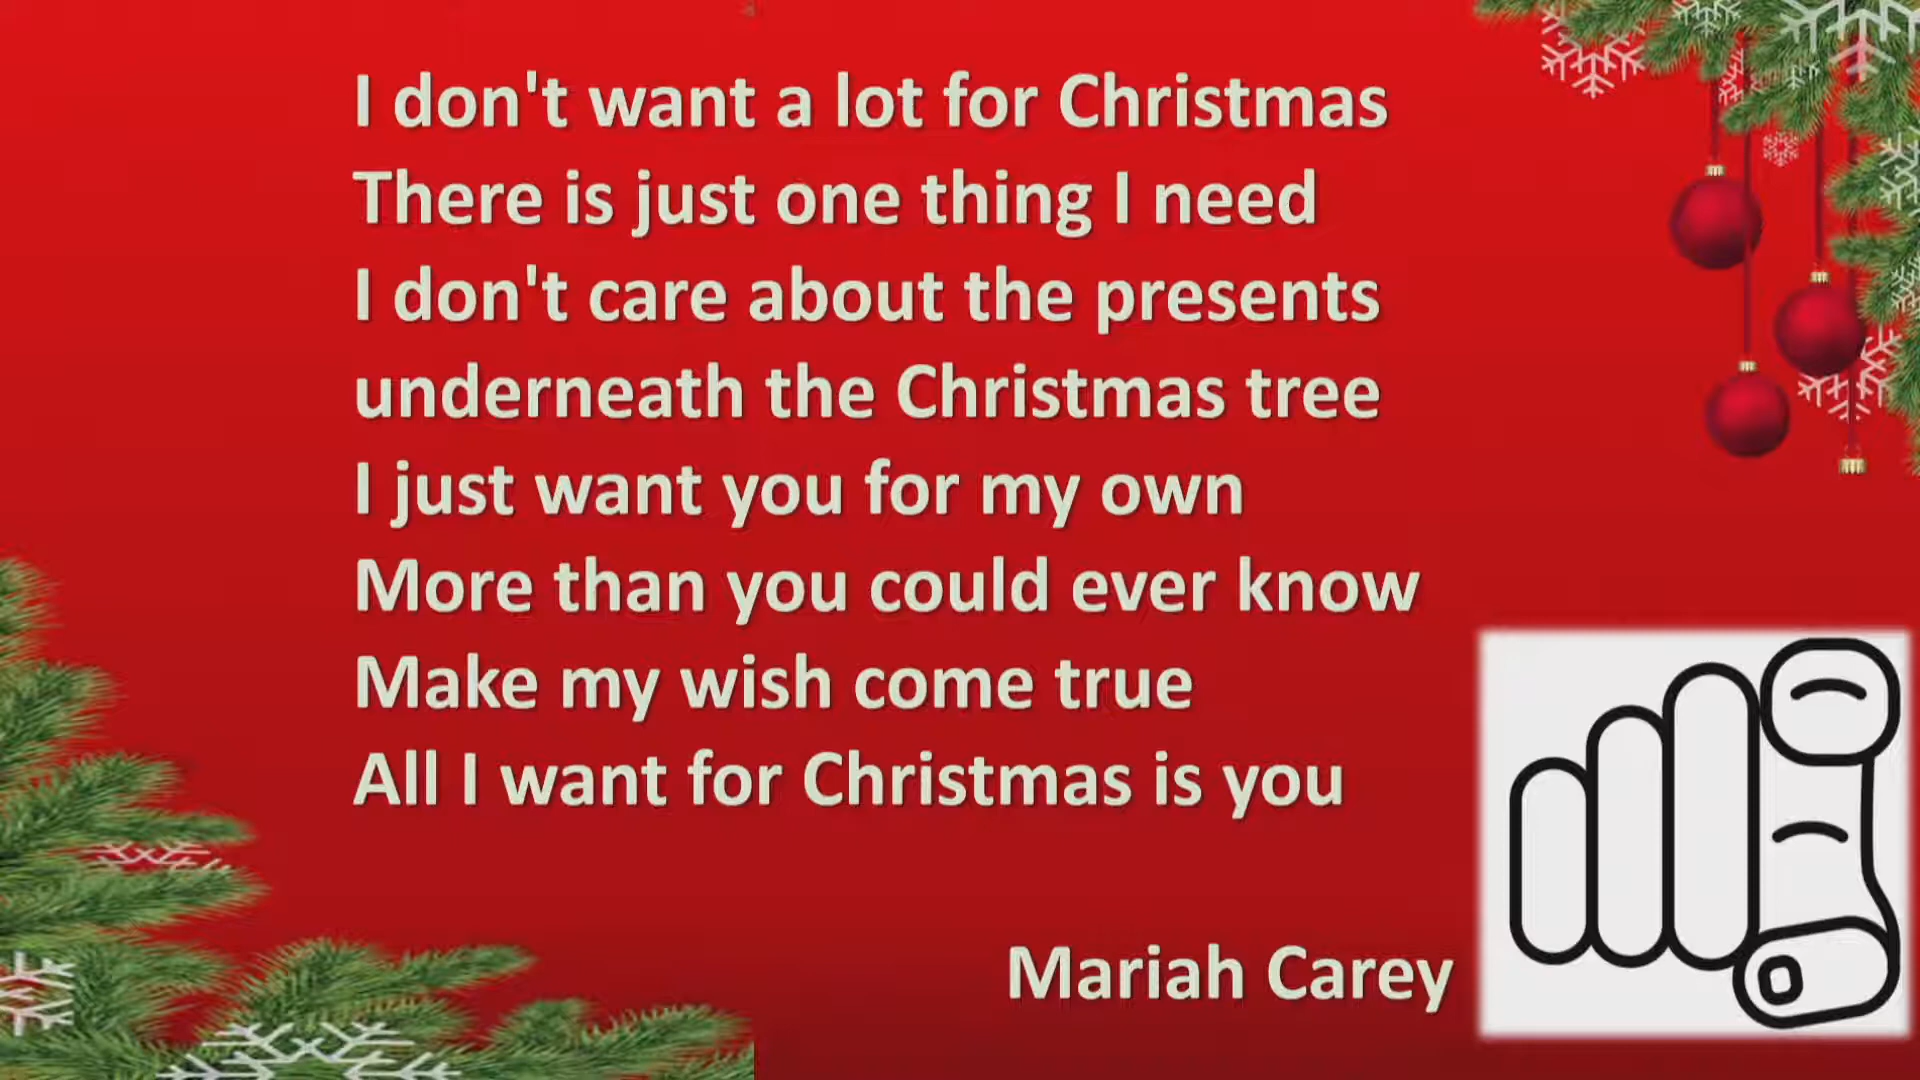 I don't want a lot for Christmas
There is just one thing I need
I don't care about the presents
underneath the Christmas tree
I just want you for my own
More than you could ever know
Make my wish come true
All I want for Christmas is you
Mariah Carey